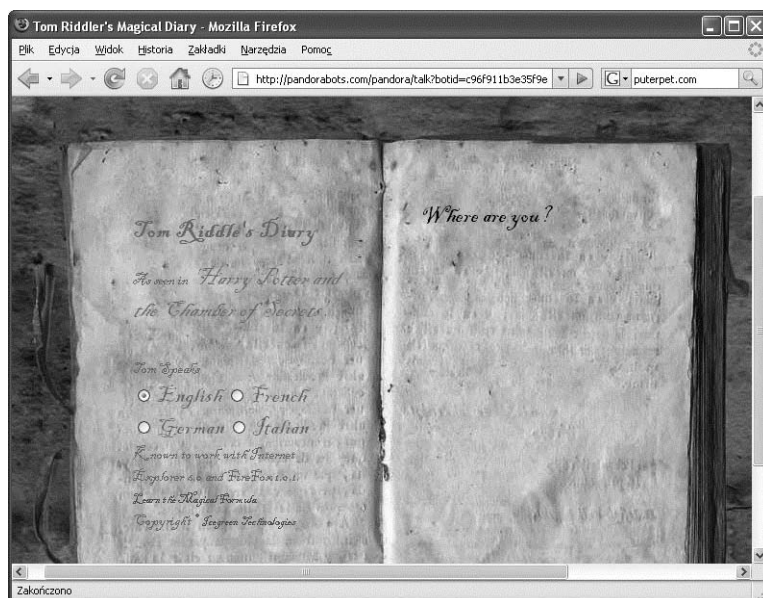 Tom Riddler's Magical Diary - Mozilla Firefox
Plik Edycja Widok Historia Zakładki Narzędzia Pomoc
http://pandorabots.com/pandora/talk?botid=c96f911b3e35f9e G puterpet.com
Tom Riddle's Diary
As seen in Harry Potter and
the Chamber of Secrets
Tom Speaks
English French
German Italian
Known to work with Internet
Explorer 6.0 and FireFox 1.0.1
Learn the Magical Formula
Copyright * Icegreen Technologies
Where are you?
Zakończono